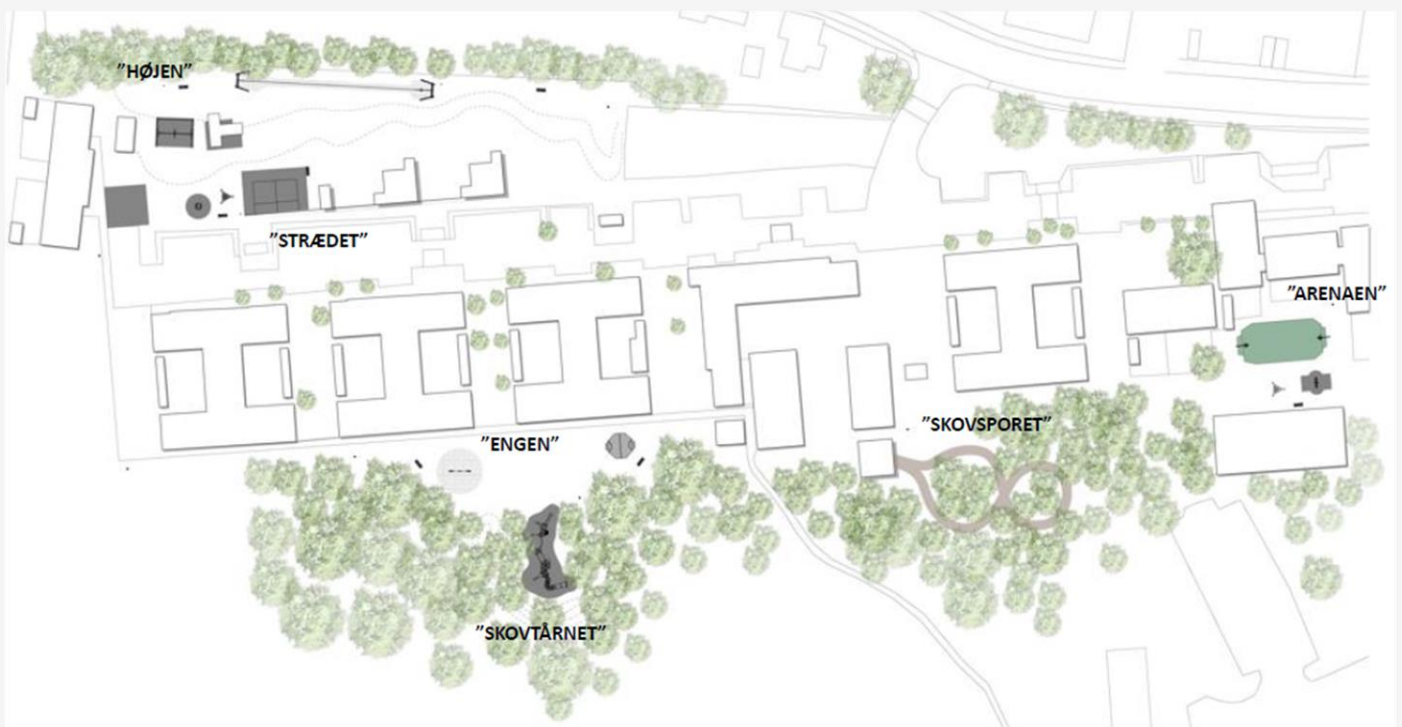 ”HØJEN”
”STRÆDET”
”ARENAEN”
”SKOVSPORET”
”ENGEN”
”SKOVTÅRNET”